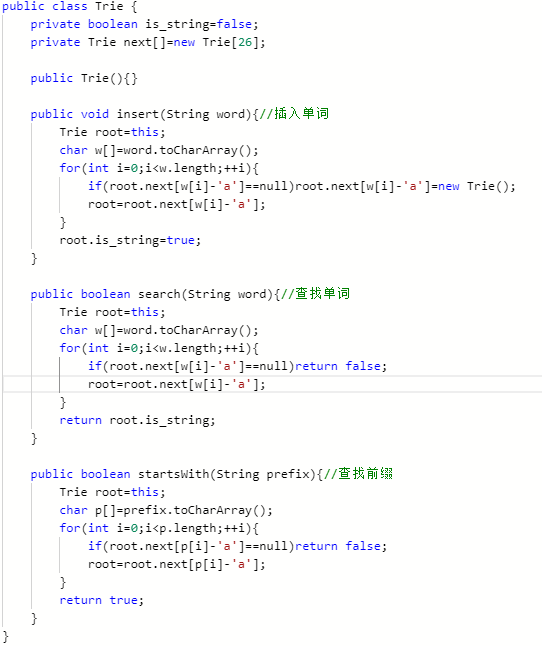 public class Trie {
    private boolean is_string=false;
    private Trie next[]=new Trie[26];

    public Trie(){}

    public void insert(String word){//插入单词
        Trie root=this;
        char w[]=word.toCharArray();
        for(int i=0;i<w.length;++i){
            if(root.next[w[i]-'a']==null)root.next[w[i]-'a']=new Trie();
            root=root.next[w[i]-'a'];
        }
        root.is_string=true;
    }

    public boolean search(String word){//查找单词
        Trie root=this;
        char w[]=word.toCharArray();
        for(int i=0;i<w.length;++i){
            if(root.next[w[i]-'a']==null)return false;
            root=root.next[w[i]-'a'];
        }
        return root.is_string;
    }

    public boolean startsWith(String prefix){//查找前缀
        Trie root=this;
        char p[]=prefix.toCharArray();
        for(int i=0;i<p.length;++i){
            if(root.next[p[i]-'a']==null)return false;
            root=root.next[p[i]-'a'];
        }
        return true;
    }
}